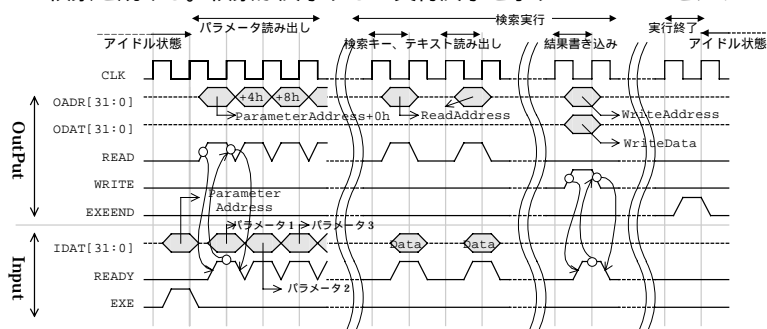 パラメータ読み出し
検索実行
実行終了
アイドル状態
検索キー、テキスト読み出し
結果書き込み
アイドル状態
CLK
OADR[31:0]
+4h
+8h
ParameterAddress+0h
ReadAddress
WriteAddress
ODAT[31:0]
WriteData
READ
WRITE
Parameter
Address
EXEEND
OutPut
パラメータ1
パラメータ3
IDAT[31:0]
Data
Data
READY
パラメータ2
EXE
Input